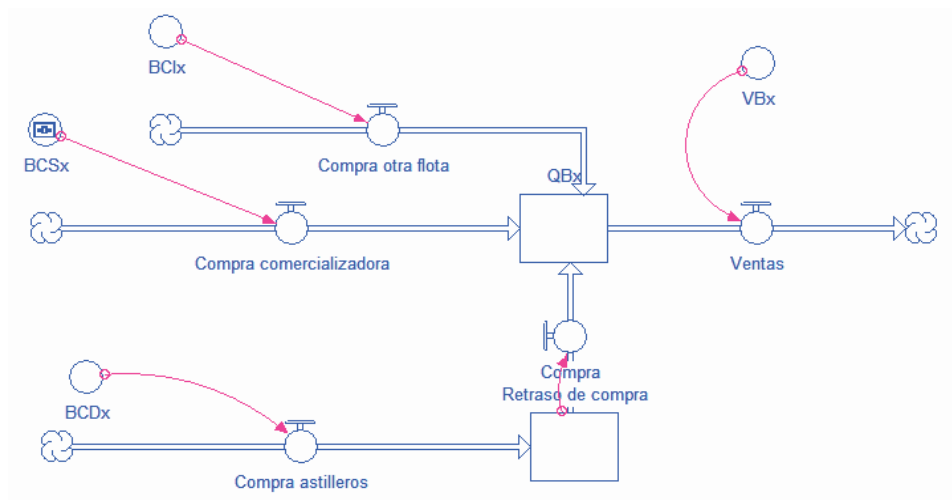 BCIx
VBx
BCSx
Compra otra flota
QBx
Compra comercializadora
Ventas
Compra
BCDx
Retraso de compra
Compra astilleros